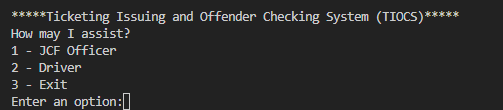 *****Ticketing Issuing and Offender Checking System (TIOCS)*****
How may I assist?
1 - JCF Officer
2 - Driver
3 - Exit
Enter an option: